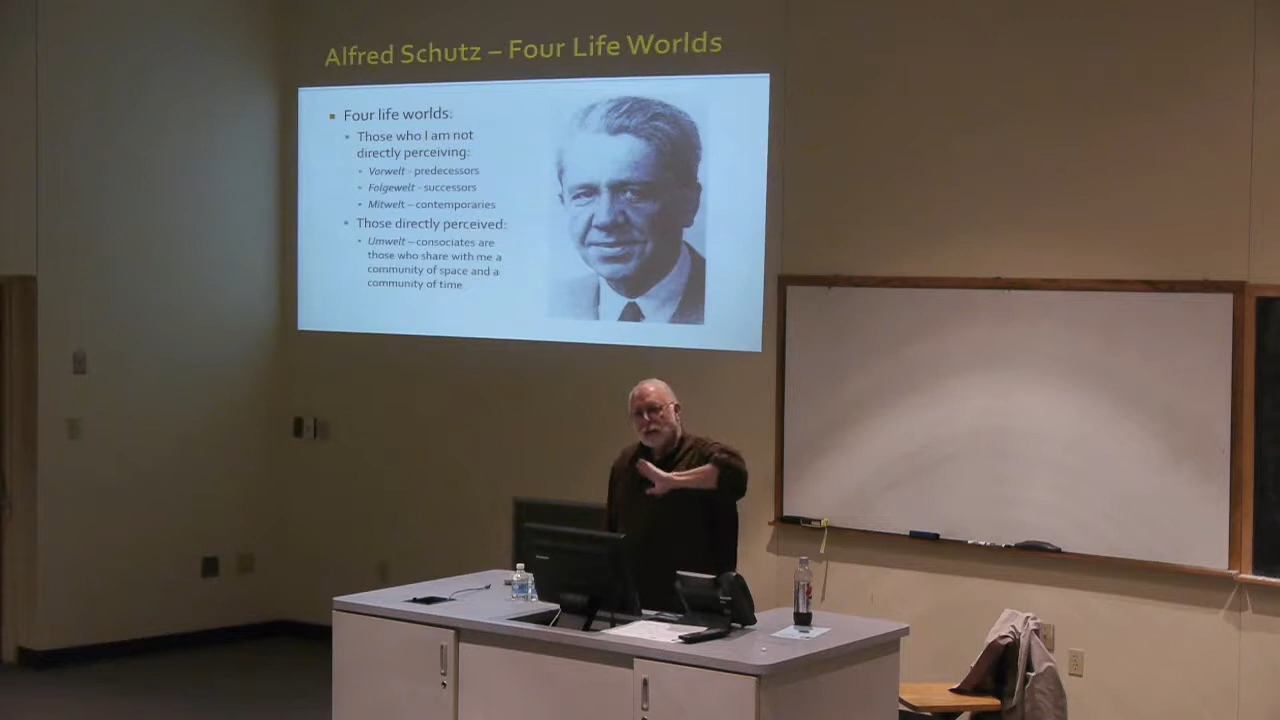 Alfred Schutz – Four Life Worlds
Four life worlds:
Those who I am not
directly perceiving:
Vorwelt - predecessors
Folgewelt - successors
Mitwelt – contemporaries
Those directly perceived:
Umwelt – consociates are
those who share with me a
community of space and a
community of time